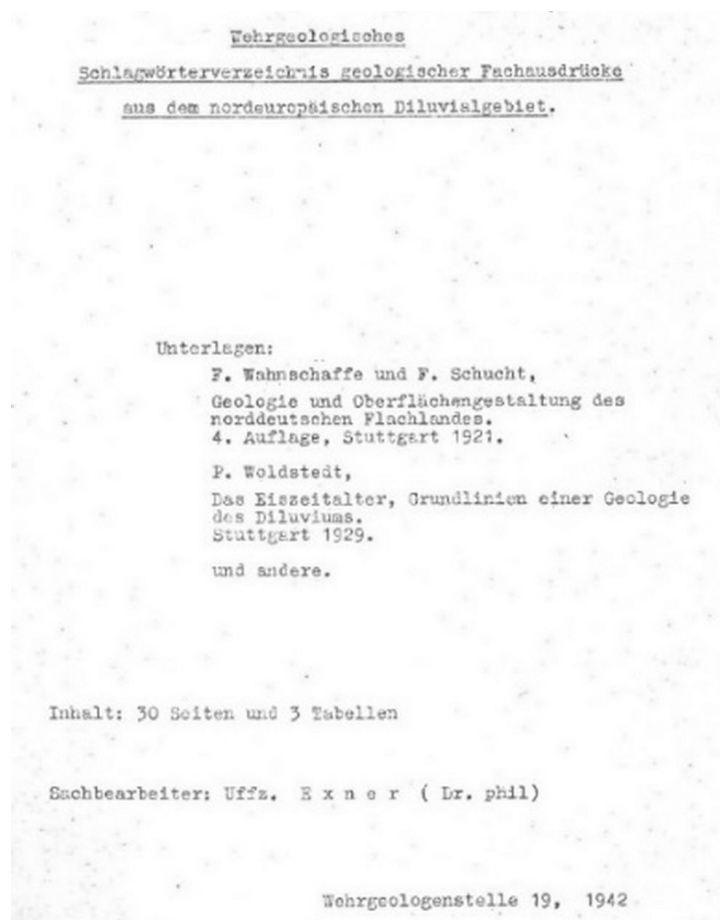 Wehrgeologisches
Schlagwörterverzeichnis geologischer Fachausdrücke
aus dem nordeuropäischen Diluvialgebiet.
Unterlagen:
F. Wahnschaffe und F. Schucht,
Geologie und Oberflächengestaltung des
norddeutschen Flachlandes.
4. Auflage, Stuttgart 1921.
P. Woldstedt,
Das Eiszeitalter, Grundlinien einer Geologie
des Diluviums.
Stuttgart 1929.
und andere.
Inhalt: 30 Seiten und 3 Tabellen
Sachbearbeiter: Uffz. E x n e r ( Dr. phil)
Wehrgeologenstelle 19, 1942